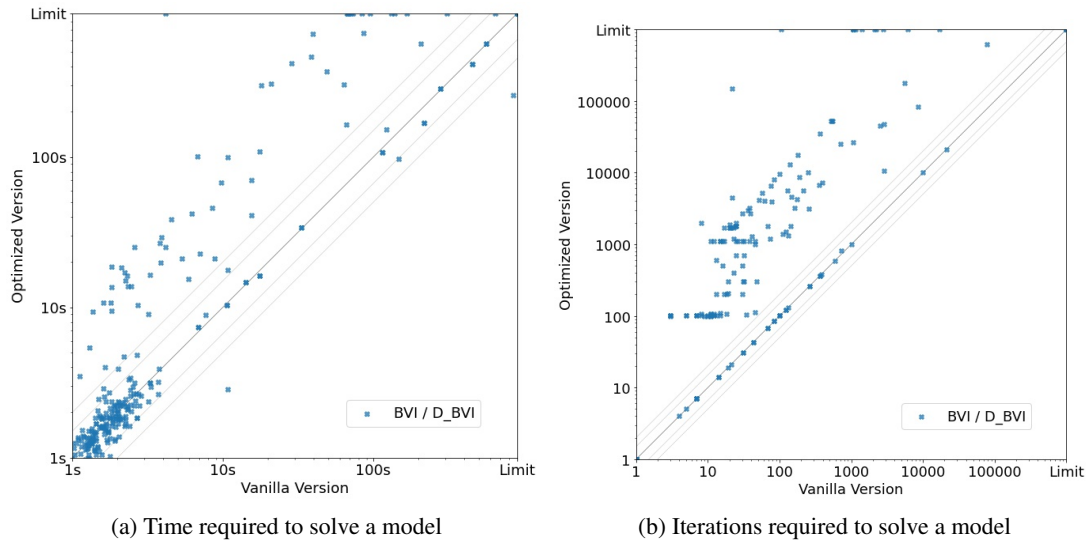 Limit
100s
10s
1s
1s
10s
100s
Limit
Optimized Version
Vanilla Version
BVI / D_BVI
(a) Time required to solve a model
Limit
100000
10000
1000
100
10
1
1
10
100
1000
10000
100000
Limit
Optimized Version
Vanilla Version
BVI / D_BVI
(b) Iterations required to solve a model